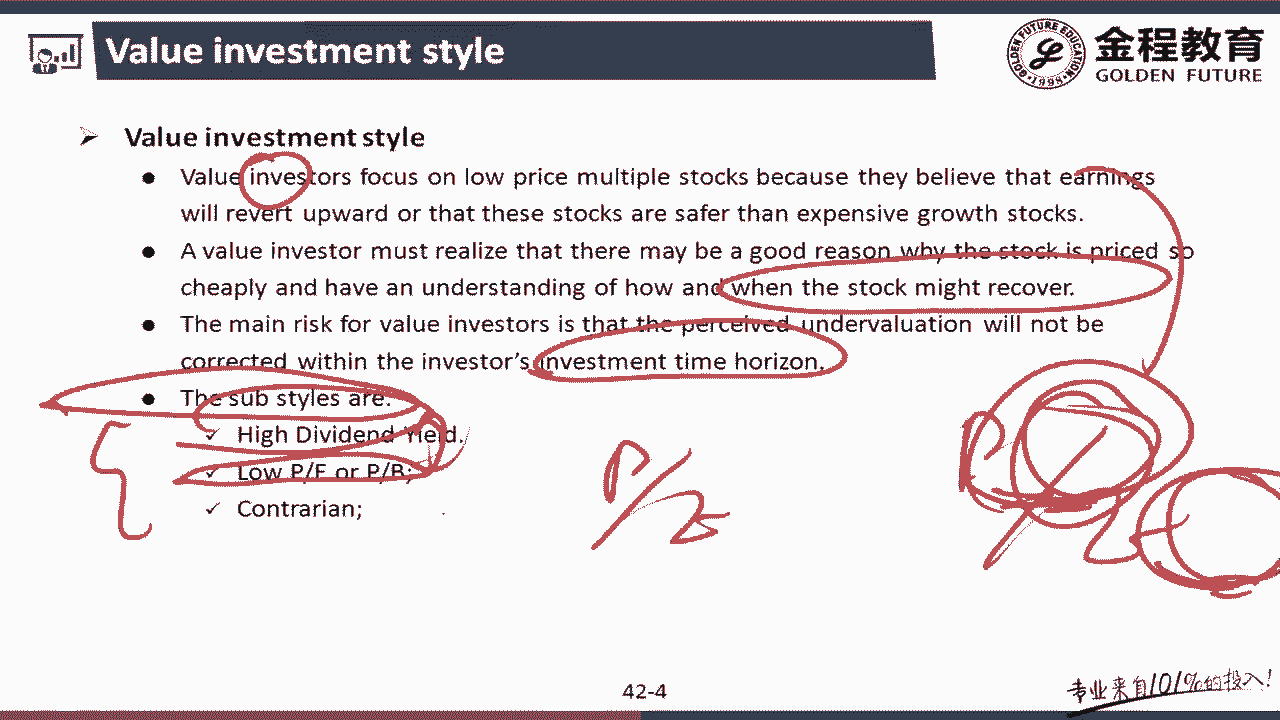 Value investment style
金程教育
GOLDEN FUTURE
GOLDEN FUTURE EDUCATION
Value investment style
Value investors focus on low price multiple stocks because they believe that earnings
will revert upward or that these stocks are safer than expensive growth stocks.
A value investor must realize that there may be a good reason why the stock is priced so
cheaply and have an understanding of how and when the stock might recover.
The main risk for value investors is that the perceived undervaluation will not be
corrected within the investor's investment time horizon.
The sub styles are:
High Dividend Yield.
Low P/E or P/B;
Contrarian;
P/E
42-4
专业来自101%的投入!